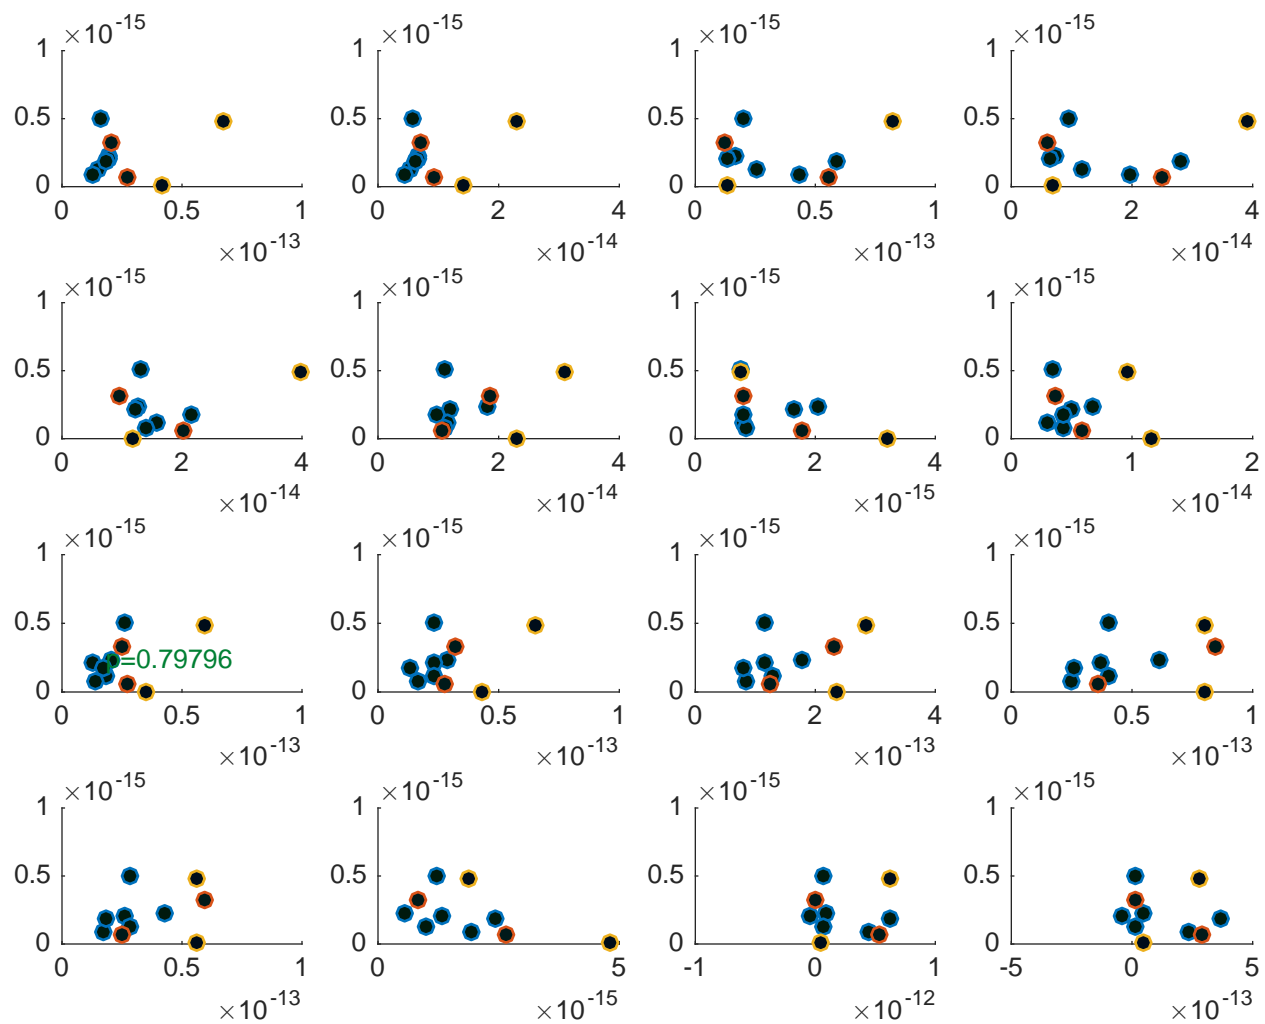 ×10-15 ×10-15 ×10-15 ×10-15
1 1 1 1
0.5 0.5 0.5 0.5
0 0 0 0
0 0.5 1 0 2 4 0 0.5 1 0 2 4
×10-13 ×10-14 ×10-13 ×10-14
×10-15 ×10-15 ×10-15 ×10-15
1 1 1 1
0.5 0.5 0.5 0.5
0 0 0 0
0 2 4 0 2 4 0 2 4 0 1 2
×10-14 ×10-14 ×10-15 ×10-14
×10-15 ×10-15 ×10-15 ×10-15
1 1 1 1
0.5 0.5 0.5 0.5
=0.79796
0 0 0 0
0 0.5 1 0 0.5 1 0 2 4 0 0.5 1
×10-13 ×10-13 ×10-13 ×10-13
×10-15 ×10-15 ×10-15 ×10-15
1 1 1 1
0.5 0.5 0.5 0.5
0 0 0 0
0 0.5 1 0 5 -1 0 1 -5 0 5
×10-13 ×10-15 ×10-12 ×10-13